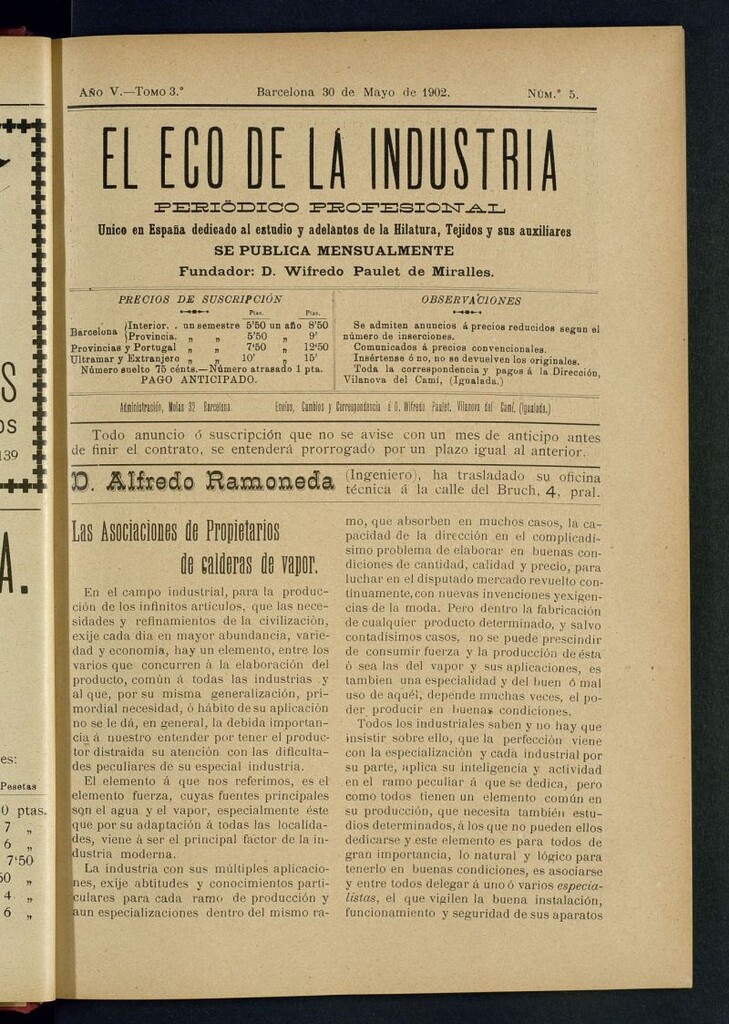 Año V.—Tomo 3.° Barcelona 30 de Mayo de 1902. Núm.° 5.
EL ECO DE LA INDUSTRIA
PERIÓDICO PROFESIONAL
Unico en España dedicado al estudio y adelantos de la Hilatura, Tejidos y sus auxiliares
SE PUBLICA MENSUALMENTE
Fundador: D. Wifredo Paulet de Miralles.
PRECIOS DE SUSCRIPCIÓN
Ptas. Ptas.
Barcelona {Interior. . un semestre 5'50 un año 8'50
{Provincia. „ „ 5'50 „ 9'
Provincias y Portugal „ „ 7'50 „ 12'50
Ultramar y Extranjero „ „ 10' „ 15'
Número suelto 75 cénts.—Número atrasado 1 pta.
PAGO ANTICIPADO.
OBSERVACIONES
Se admiten anuncios á precios reducidos segun el
número de inserciones.
Comunicados á precios convencionales.
Insértense ó no, no se devuelven los originales.
Toda la correspondencia y pagos á la Dirección,
Vilanova del Camí, (Igualada.)
Administración, Molas 32 Barcelona. Envios, Cambios y Correspondencia á D. Wifredo Paulet. Vilanova del Camí. (Igualada.)
Todo anuncio ó suscripción que no se avise con un mes de anticipo antes
de finir el contrato, se entenderá prorrogado por un plazo igual al anterior.
D. Alfredo Ramoneda (Ingeniero), ha trasladado su oficina
técnica á la calle del Bruch, 4, pral.
Las Asociaciones de Propietarios
de calderas de vapor.
En el campo industrial, para la produc-
ción de los infinitos artículos, que las nece-
sidades y refinamientos de la civilización,
exije cada dia en mayor abundancia, varie-
dad y economía, hay un elemento, entre los
varios que concurren á la elaboración del
producto, común á todas las industrias y
al que, por su misma generalización, pri-
mordial necesidad, ó hábito de su aplicación
no se le dá, en general, la debida importan-
cia á nuestro entender por tener el produc-
tor distraida su atención con las dificulta-
des peculiares de su especial industria.
El elemento á que nos referimos, es el
elemento fuerza, cuyas fuentes principales
son el agua y el vapor, especialmente éste
que por su adaptación á todas las localida-
des, viene á ser el principal factor de la in-
dustria moderna.
La industria con sus múltiples aplicacio-
nes, exije abtitudes y conocimientos parti-
culares para cada ramo de producción y
aun especializaciones dentro del mismo ra-
mo, que absorben en muchos casos, la ca-
pacidad de la dirección en el complicadí-
simo problema de elaborar en buenas con-
diciones de cantidad, calidad y precio, para
luchar en el disputado mercado revuelto con-
tínuamente, con nuevas invenciones y exigen-
cias de la moda. Pero dentro la fabricación
de cualquier producto determinado, y salvo
contadísimos casos, no se puede prescindir
de consumir fuerza y la producción de ésta
ó sea las del vapor y sus aplicaciones, es
tambien una especialidad y del buen ó mal
uso de aquél, depende muchas veces, el po-
der producir en buenas condiciones.
Todos los industriales saben y no hay que
insistir sobre ello, que la perfección viene
con la especialización y cada industrial por
su parte, aplica su inteligencia y actividad
en el ramo peculiar á que se dedica, pero
como todos tienen un elemento común en
su producción, que necesita también estu-
dios determinados, á los que no pueden ellos
dedicarse y este elemento es para todos de
gran importancia, lo natural y lógico para
tenerlo en buenas condiciones, es asociarse
y entre todos delegar á uno ó varios especia-
listas, el que vigilen la buena instalación,
funcionamiento y seguridad de sus aparatos
S
OS
139
A.
es:
Pesetas
0 ptas.
7 „
6 „
7'50
50 „
4 „
6 „